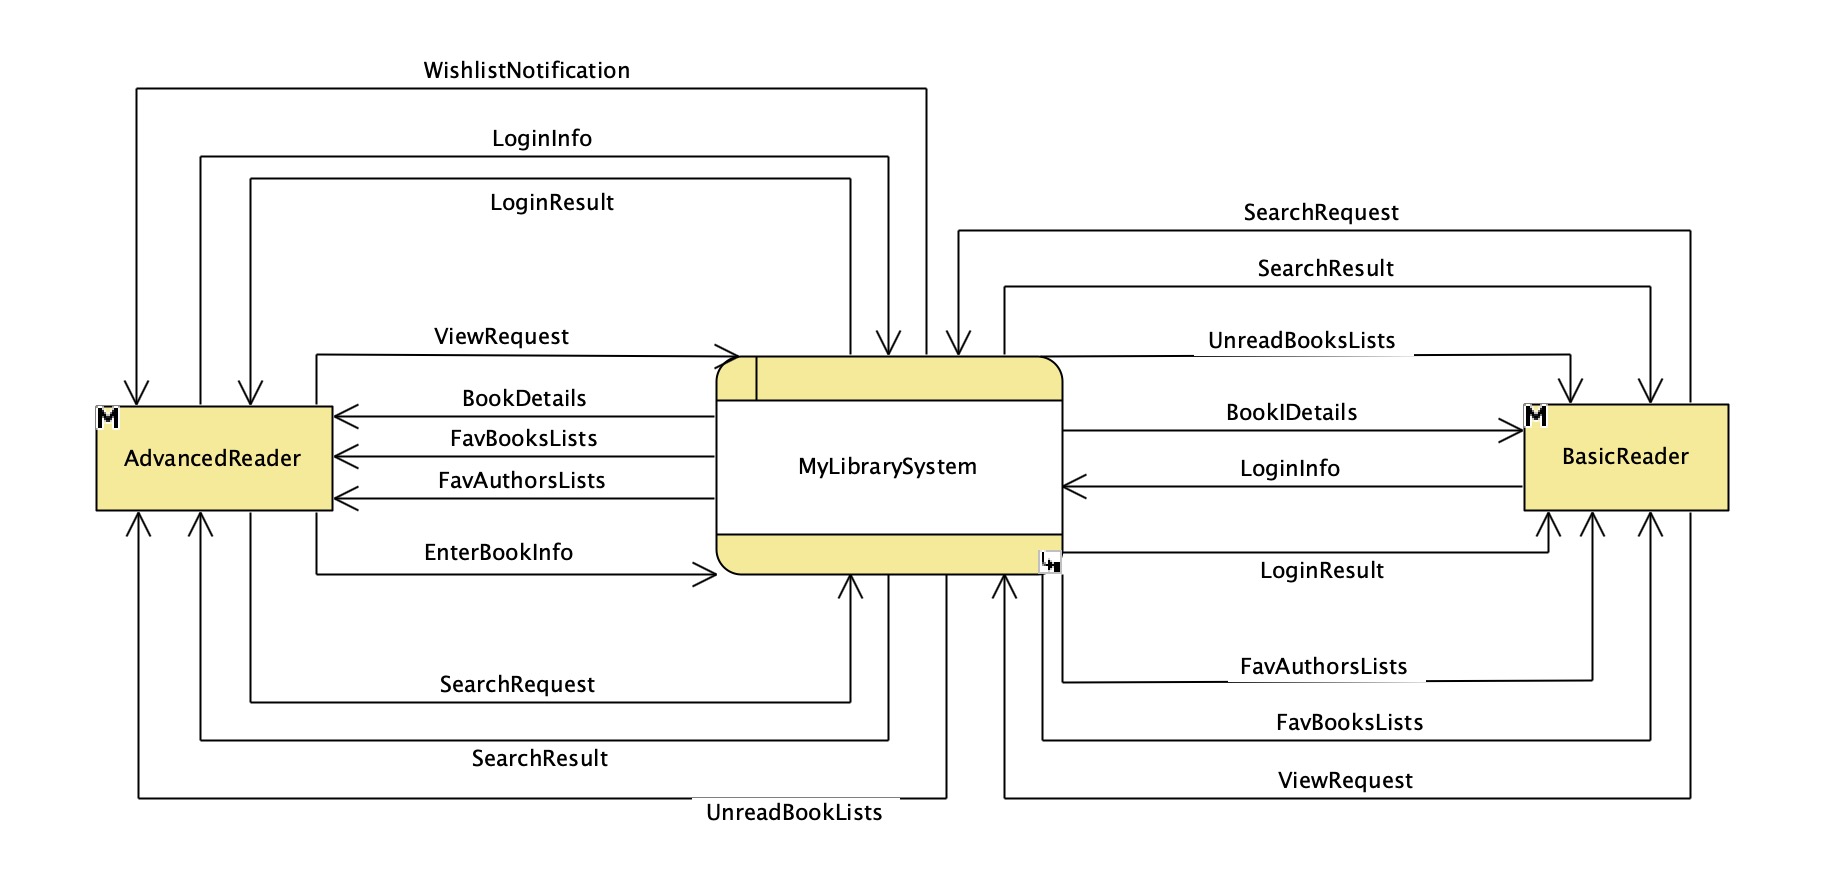 WishlistNotification
LoginInfo
LoginResult
SearchRequest
SearchResult
ViewRequest
UnreadBooksLists
BookDetails
BookIDetails
FavBooksLists
M
AdvancedReader
MyLibrarySystem
M
BasicReader
LoginInfo
FavAuthorsLists
EnterBookInfo
LoginResult
FavAuthorsLists
SearchRequest
FavBooksLists
SearchResult
ViewRequest
UnreadBookLists